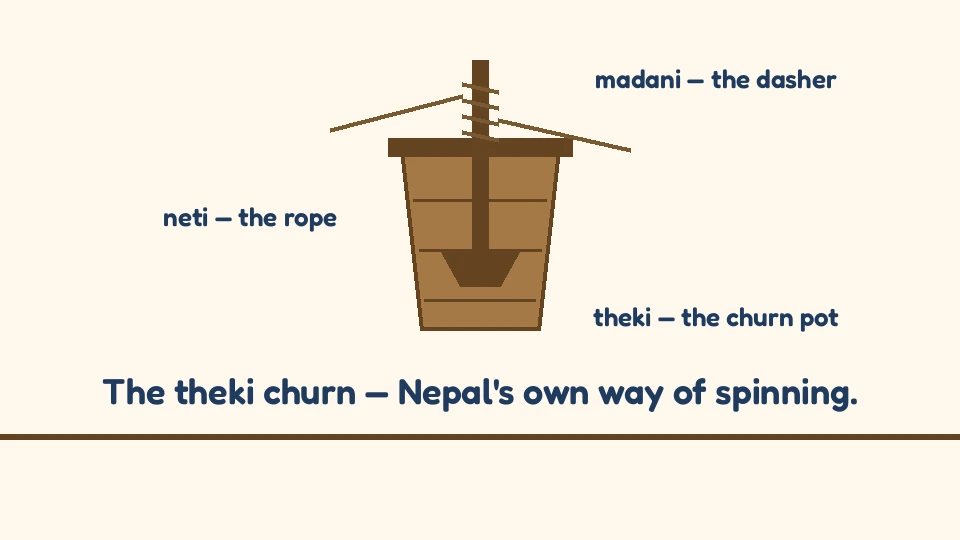 madani — the dasher
neti — the rope
theki — the churn pot
The theki churn — Nepal's own way of spinning.